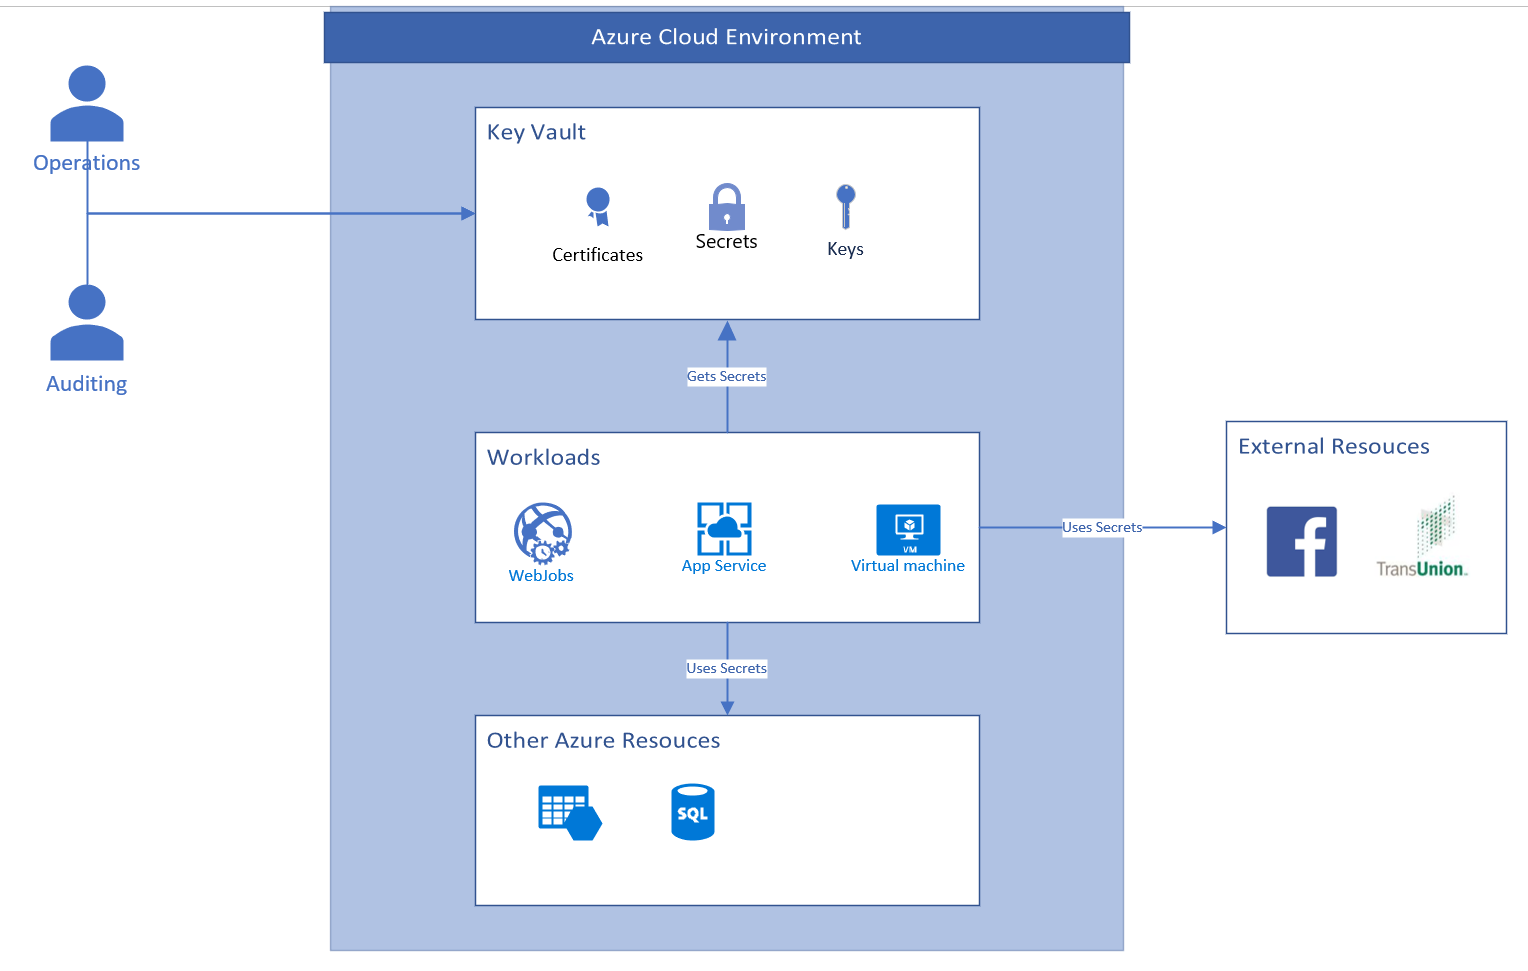 Azure Cloud Environment
Operations
Auditing
Key Vault
Certificates
Secrets
Keys
Gets Secrets
Workloads
WebJobs
App Service
VM
Virtual machine
Uses Secrets
External Resouces
f
TransUnion
Uses Secrets
Other Azure Resouces
SQL